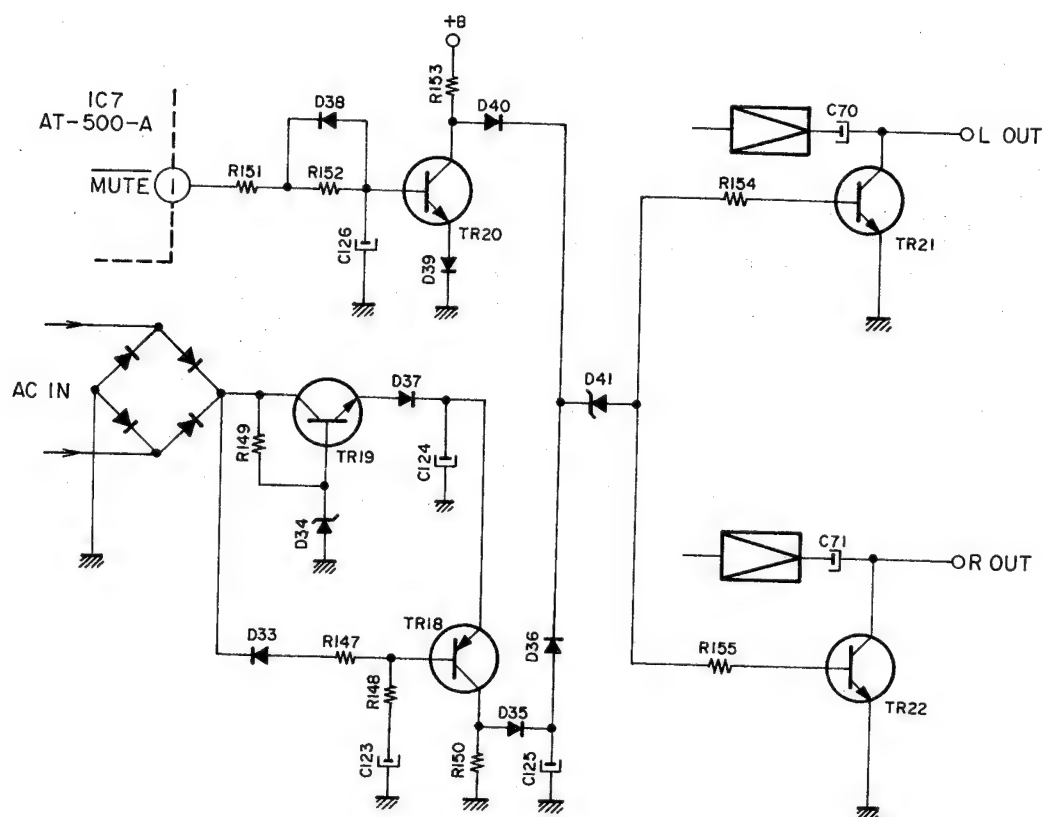 +B
IC7
AT-500-A
MUTE
1
R151
D38
R152
C126
R153
D40
TR20
D39
C70
L OUT
R154
TR21
AC IN
R149
TR19
D34
D37
C124
D41
D33
R147
TR18
R148
C123
R150
D35
C125
D36
C71
R OUT
R155
TR22